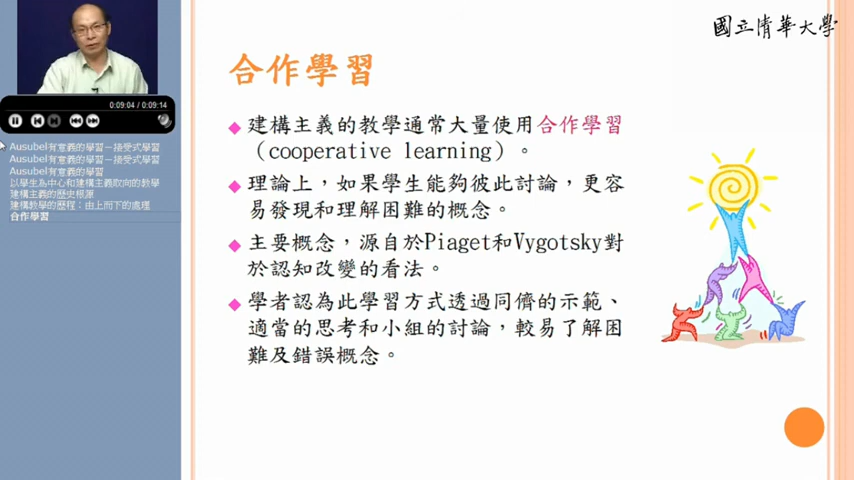 國立清華大學
0:09:04 / 0:09:14
Ausubel有意義的學習－接受式學習
Ausubel有意義的學習－接受式學習
Ausubel有意義的學習
以學生為中心和建構主義取向的教學
建構主義的歷史根源
建構教學的歷程：由上而下的處理
合作學習
合作學習
建構主義的教學通常大量使用合作學習
（cooperative learning）。
理論上，如果學生能夠彼此討論，更容
易發現和理解困難的概念。
主要概念，源自於Piaget和Vygotsky對
於認知改變的看法。
學者認為此學習方式透過同儕的示範、
適當的思考和小組的討論，較易了解困
難及錯誤概念。